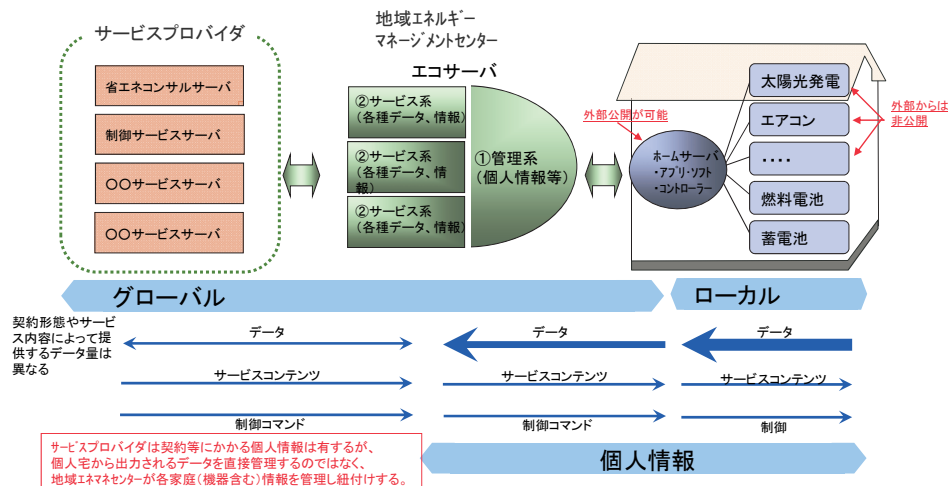 サービスプロバイダ
省エネコンサルサーバ
制御サービスサーバ
〇〇サービスサーバ
〇〇サービスサーバ
地域エネルギー
マネージメントセンター
エコサーバ
②サービス系
(各種データ、情報)
②サービス系
(各種データ、情
報)
②サービス系
(各種データ、情報)
①管理系
(個人情報等)
外部公開が可能
ホームサーバ
・アプリ・ソフト
・コントローラー
太陽光発電
エアコン
・・・・
燃料電池
蓄電池
外部からは
非公開
グローバル
ローカル
契約形態やサービ
ス内容によって提
供するデータ量は
異なる
データ
データ
データ
サービスコンテンツ
サービスコンテンツ
サービスコンテンツ
制御コマンド
制御コマンド
制御
サービスプロバイダは契約等にかかる個人情報は有するが、
個人宅から出力されるデータを直接管理するのではなく、
地域エネマネセンターが各家庭(機器含む)情報を管理し紐付けする。
個人情報